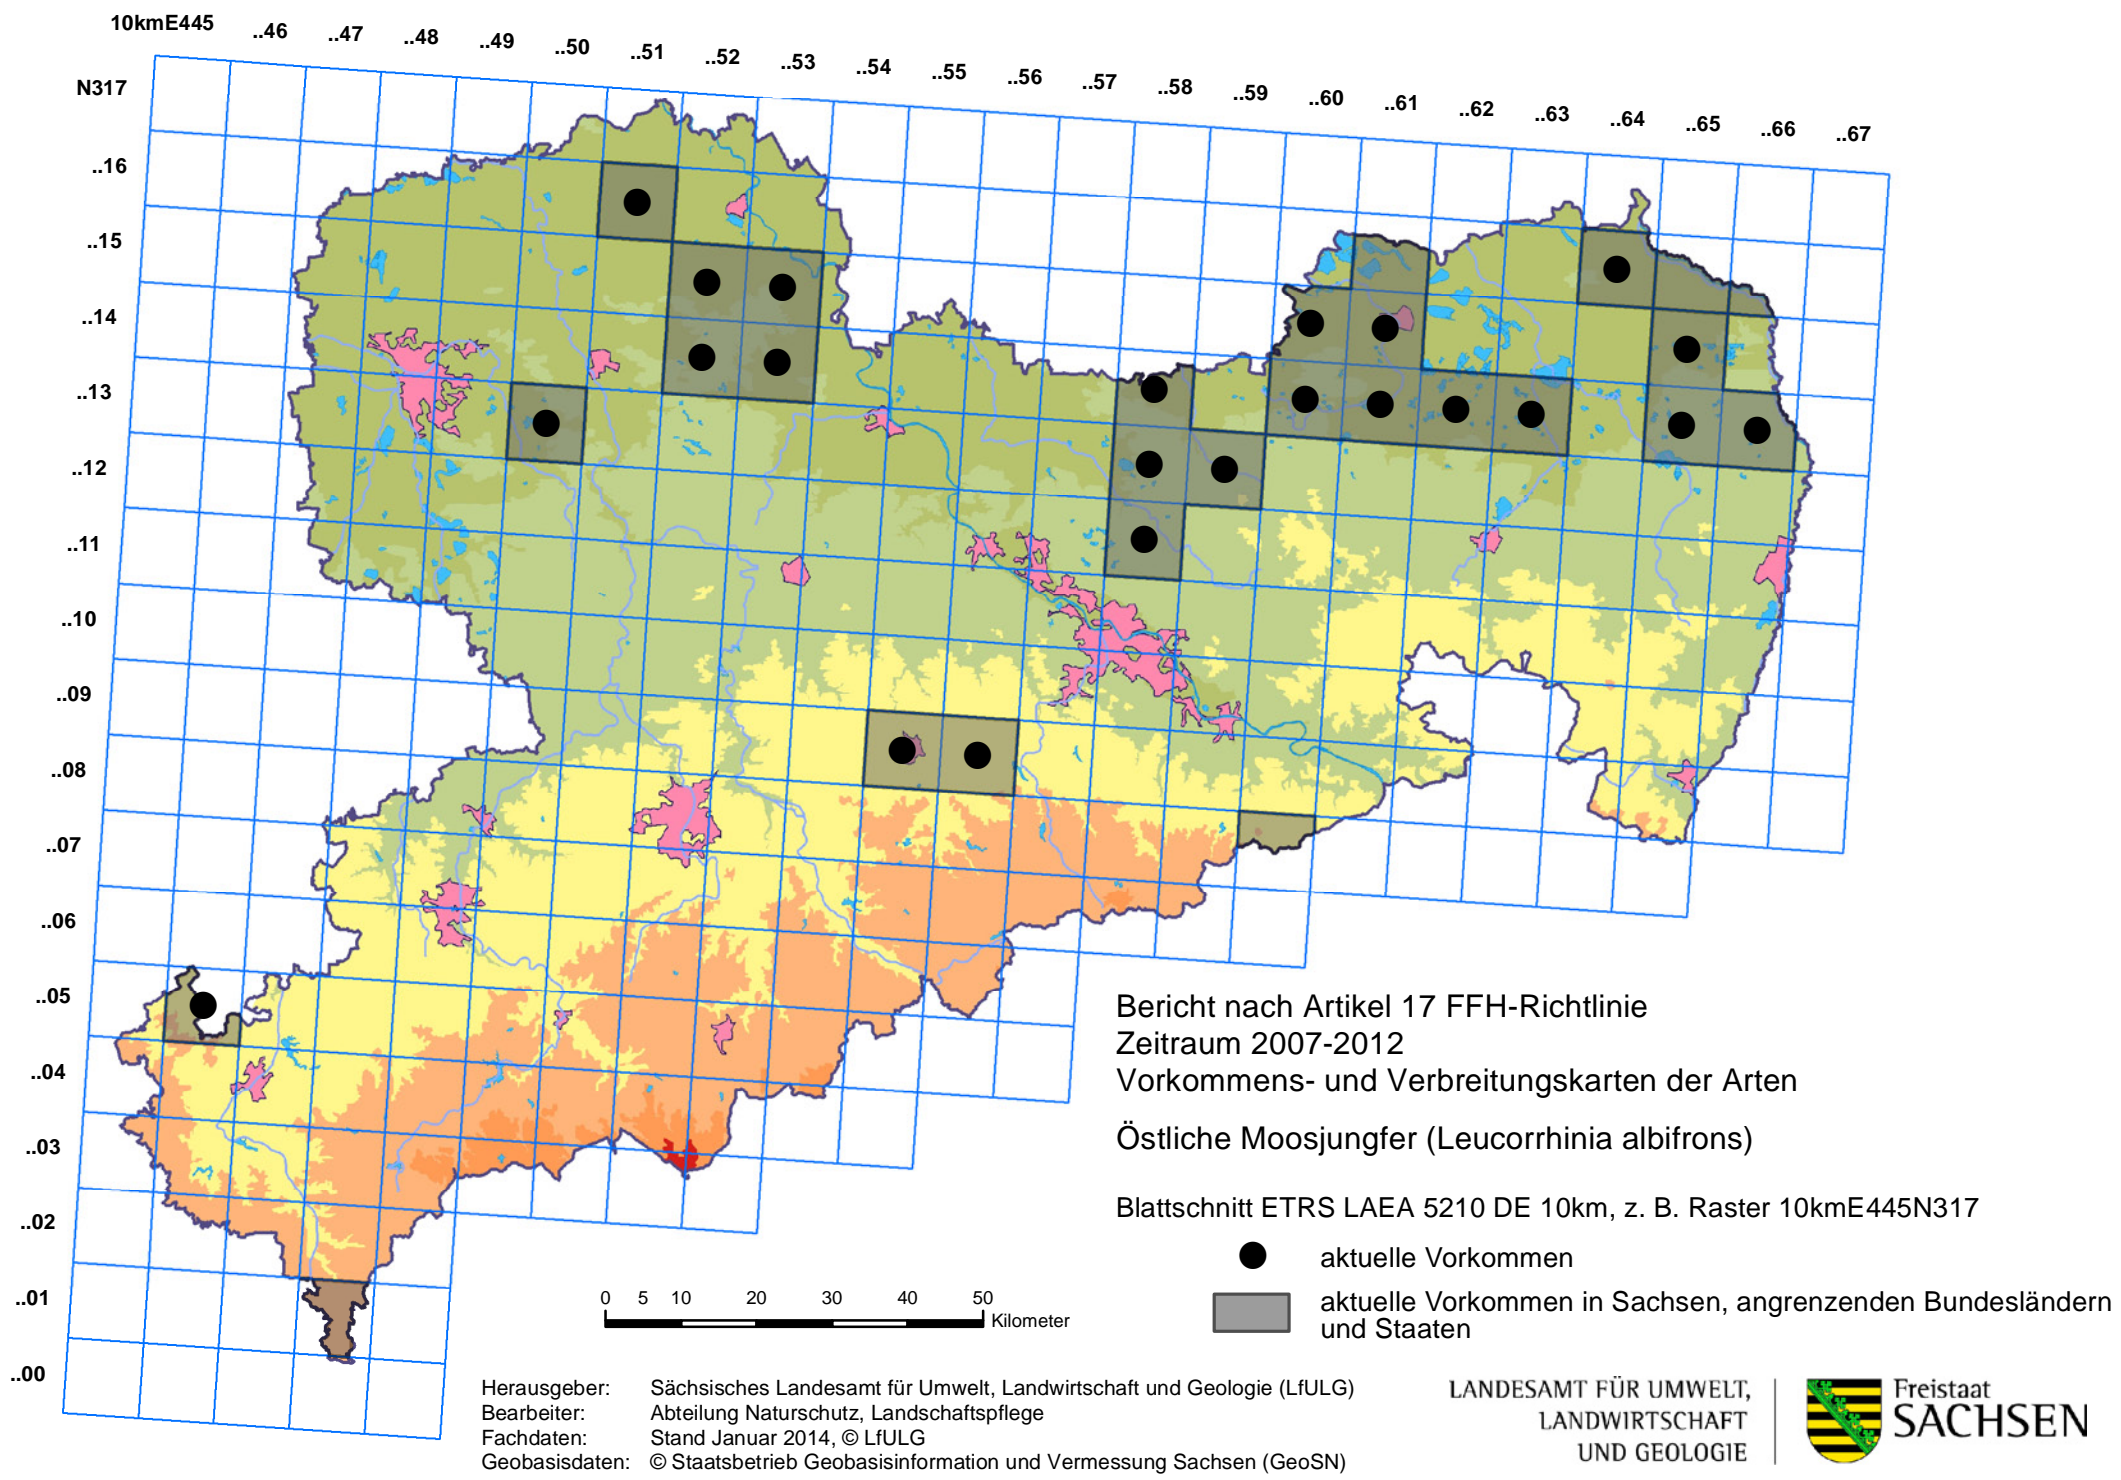 10kmE445 ..46 ..47 ..48 ..49 ..50 ..51 ..52 ..53 ..54 ..55 ..56 ..57 ..58 ..59 ..60 ..61 ..62 ..63 ..64 ..65 ..66 ..67
N317
..16
..15
..14
..13
..12
..11
..10
..09
..08
..07
..06
..05
..04
..03
..02
..01
..00
Bericht nach Artikel 17 FFH-Richtlinie
Zeitraum 2007-2012
Vorkommens- und Verbreitungskarten der Arten
Östliche Moosjungfer (Leucorrhinia albifrons)
Blattschnitt ETRS LAEA 5210 DE 10km, z. B. Raster 10kmE445N317
aktuelle Vorkommen
aktuelle Vorkommen in Sachsen, angrenzenden Bundesländern
und Staaten
0 5 10 20 30 40 50
Kilometer
Herausgeber: Sächsisches Landesamt für Umwelt, Landwirtschaft und Geologie (LfULG)
Bearbeiter: Abteilung Naturschutz, Landschaftspflege
Fachdaten: Stand Januar 2014, © LfULG
Geobasisdaten: © Staatsbetrieb Geobasisinformation und Vermessung Sachsen (GeoSN)
LANDESAMT FÜR UMWELT,
LANDWIRTSCHAFT
UND GEOLOGIE
Freistaat
SACHSEN